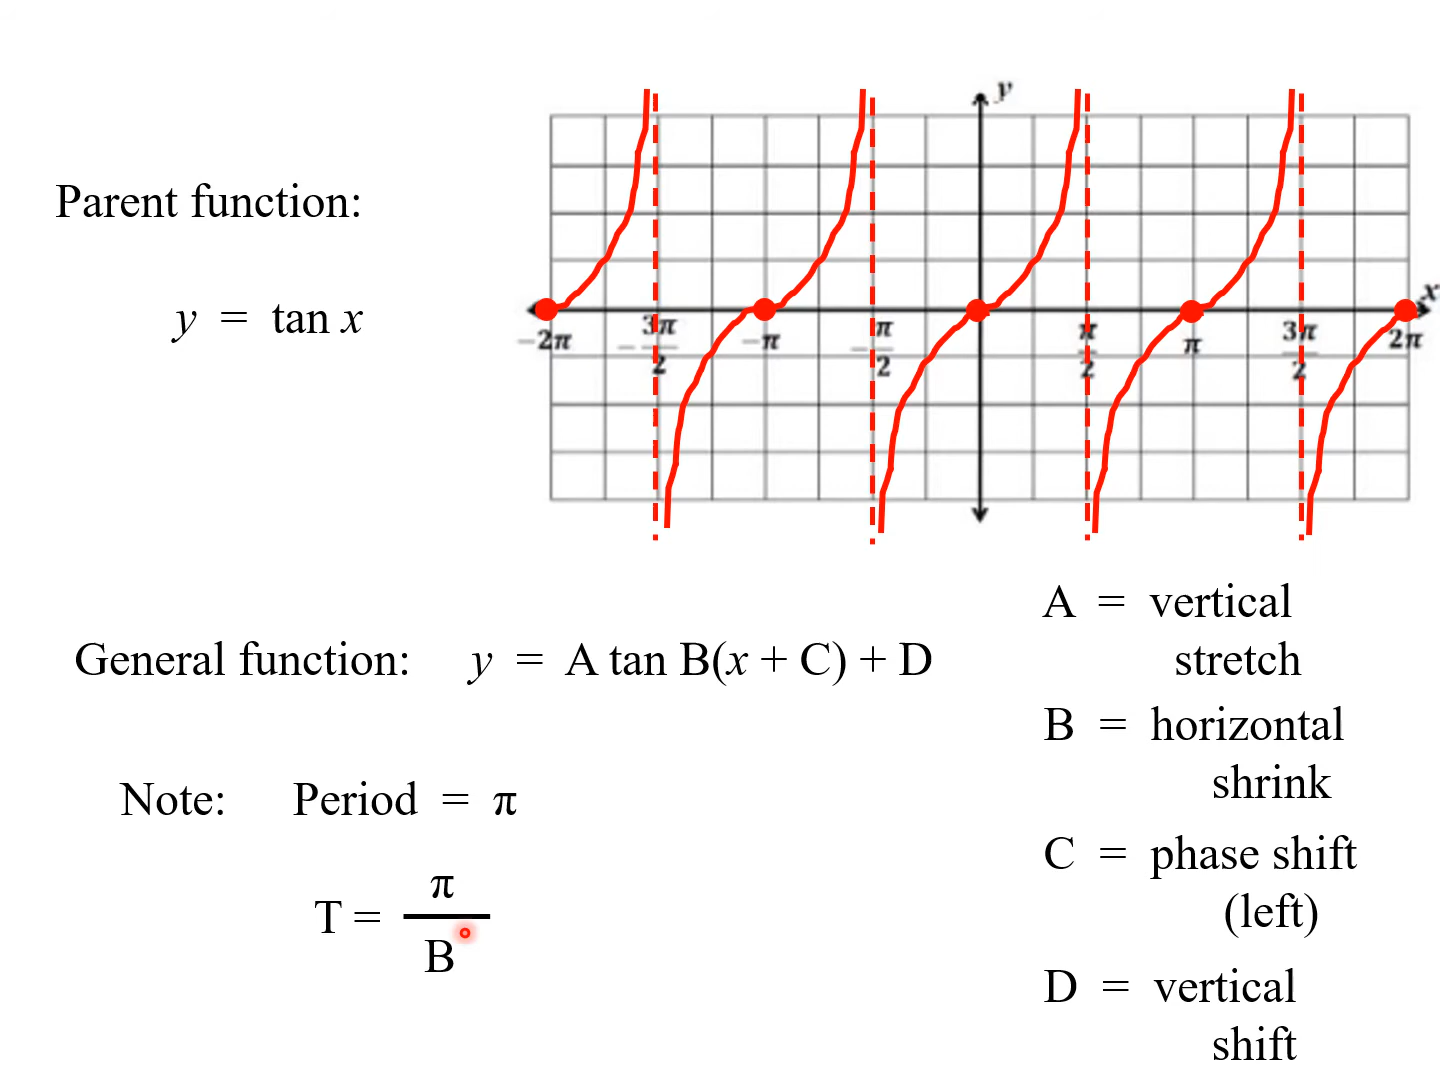 y
Parent function:
y = tan x
x
−2π
−3π/2
−π
−π/2
π/2
π
3π/2
2π
A = vertical
stretch
General function: y = A tan B(x + C) + D
B = horizontal
shrink
Note: Period = π
C = phase shift
(left)
T = π/B
D = vertical
shift